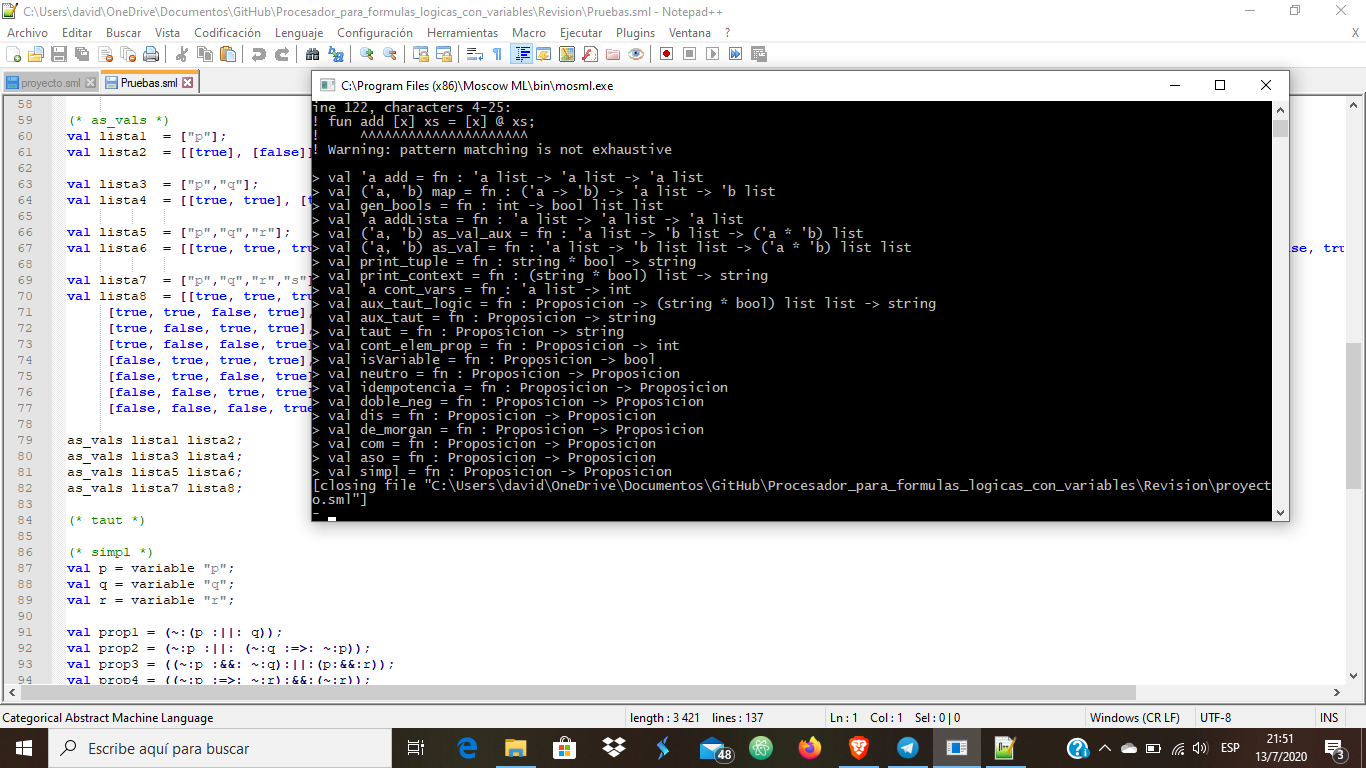 C:\Users\david\OneDrive\Documentos\GitHub\Procesador_para_formulas_logicas_con_variables\Revision\Pruebas.sml - Notepad++
Archivo Editar Buscar Vista Codificación Lenguaje Configuración Herramientas Macro Ejecutar Plugins Ventana ? X
proyecto.sml Pruebas.sml
C:\Program Files (x86)\Moscow ML\bin\mosml.exe
ine 122, characters 4-25:
! fun add [x] xs = [x] @ xs;
! ^^^^^^^^^^^^^^^^^^^^^
! Warning: pattern matching is not exhaustive
> val 'a add = fn : 'a list -> 'a list -> 'a list
> val ('a, 'b) map = fn : ('a -> 'b) -> 'a list -> 'b list
> val gen_bools = fn : int -> bool list list
> val 'a addLista = fn : 'a list -> 'a list -> 'a list
> val ('a, 'b) as_val_aux = fn : 'a list -> 'b list -> ('a * 'b) list
> val ('a, 'b) as_val = fn : 'a list -> 'b list list -> ('a * 'b) list list
> val print_tuple = fn : string * bool -> string
> val print_context = fn : (string * bool) list -> string
> val 'a cont_vars = fn : 'a list -> int
> val aux_taut_logic = fn : Proposicion -> (string * bool) list list -> string
val aux_taut = fn : Proposicion -> string
> val taut = fn : Proposicion -> string
> val cont_elem_prop = fn : Proposicion -> int
> val isVariable = fn : Proposicion -> bool
> val neutro = fn : Proposicion -> Proposicion
> val idempotencia = fn : Proposicion -> Proposicion
> val doble_neg = fn : Proposicion -> Proposicion
> val dis = fn : Proposicion -> Proposicion
> val de_morgan = fn : Proposicion -> Proposicion
> val com = fn : Proposicion -> Proposicion
> val aso = fn : Proposicion -> Proposicion
> val simpl = fn : Proposicion -> Proposicion
[closing file "C:\Users\david\OneDrive\Documentos\GitHub\Procesador_para_formulas_logicas_con_variables\Revision\proyect
o.sml"]
-
58
59 (* as_vals *)
60 val lista1 = ["p"];
61 val lista2 = [[true], [false]]
62
63 val lista3 = ["p","q"];
64 val lista4 = [[true, true], [t
65
66 val lista5 = ["p","q","r"];
67 val lista6 = [[true, true, tru se, tru
68
69 val lista7 = ["p","q","r","s"]
70 val lista8 = [[true, true, tru
71 [true, true, false, true],
72 [true, false, true, true],
73 [true, false, false, true]
74 [false, true, true, true],
75 [false, true, false, true]
76 [false, false, true, true]
77 [false, false, false, true
78
79 as_vals lista1 lista2;
80 as_vals lista3 lista4;
81 as_vals lista5 lista6;
82 as_vals lista7 lista8;
83
84 (* taut *)
85
86 (* simpl *)
87 val p = variable "p";
88 val q = variable "q";
89 val r = variable "r";
90
91 val prop1 = (~:(p :||: q));
92 val prop2 = (~:p :||: (~:q :=>: ~:p));
93 val prop3 = ((~:p :&&: ~:q):||:(p:&&:r));
94 val prop4 = ((~:p :=>: ~:r):&&:(~:r));
Categorical Abstract Machine Language length : 3 421 lines : 137 Ln : 1 Col : 1 Sel : 0 | 0 Windows (CR LF) UTF-8 INS
Escribe aquí para buscar 48 ESP 21:51
13/7/2020 3